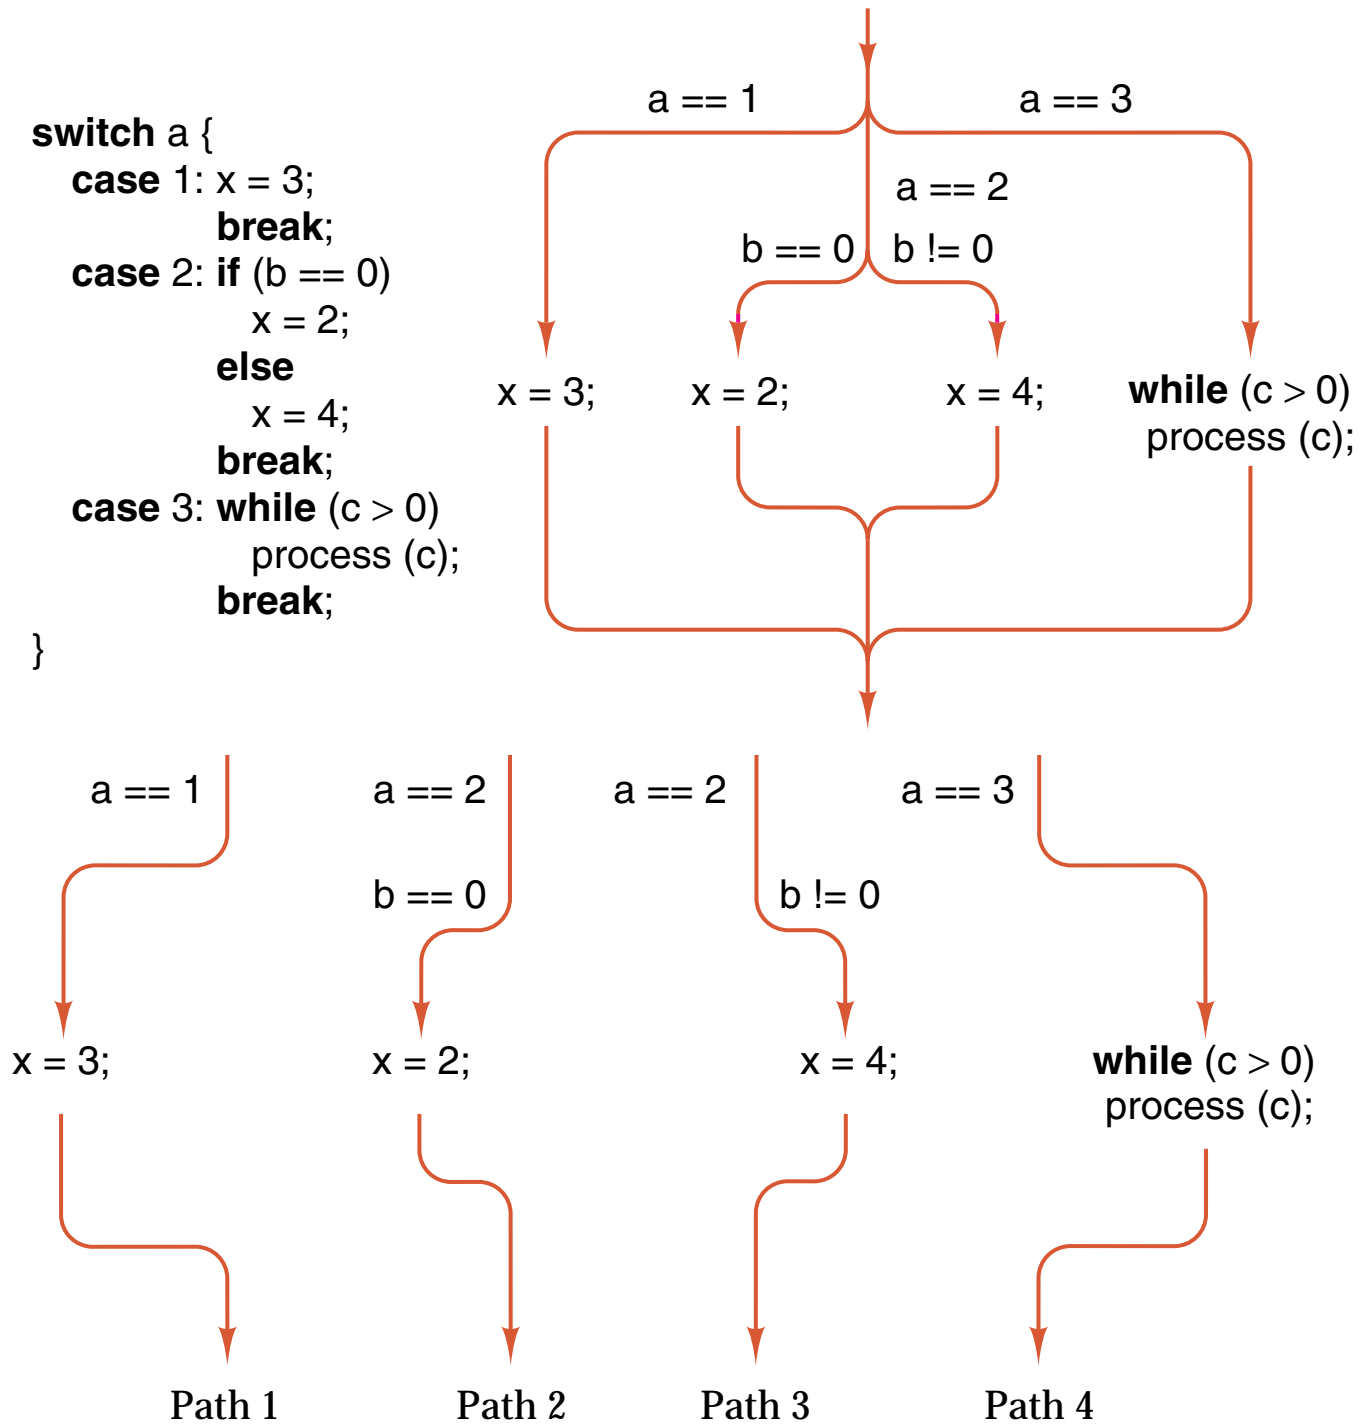 switch a {
case 1: x = 3;
break;
case 2: if (b == 0)
x = 2;
else
x = 4;
break;
case 3: while (c > 0)
process (c);
break;
}
a == 1
a == 3
a == 2
b == 0
b != 0
x = 3;
x = 2;
x = 4;
while (c > 0)
process (c);
a == 1
a == 2
a == 2
a == 3
b == 0
b != 0
x = 3;
x = 2;
x = 4;
while (c > 0)
process (c);
Path 1
Path 2
Path 3
Path 4